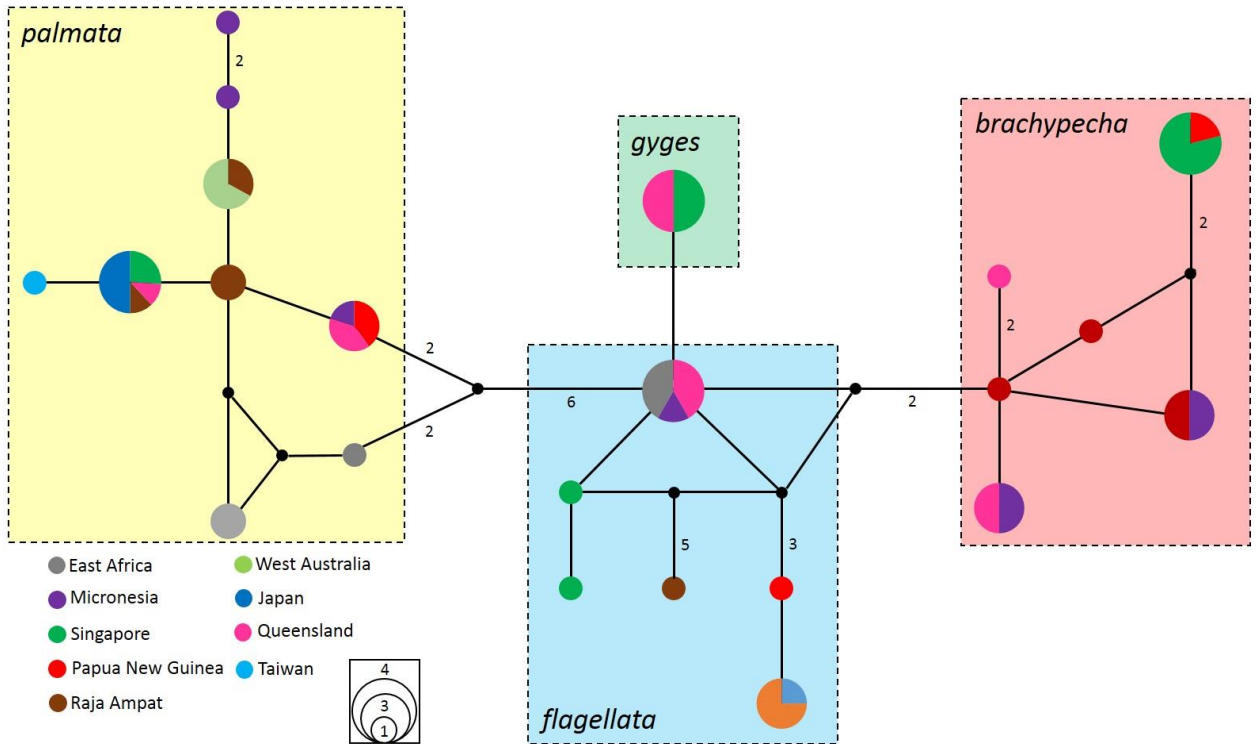 palmata
gyges
brachypecha
flagellata
2
2
2
6
2
2
2
5
3
East Africa
Micronesia
Singapore
Papua New Guinea
Raja Ampat
West Australia
Japan
Queensland
Taiwan
4
3
1